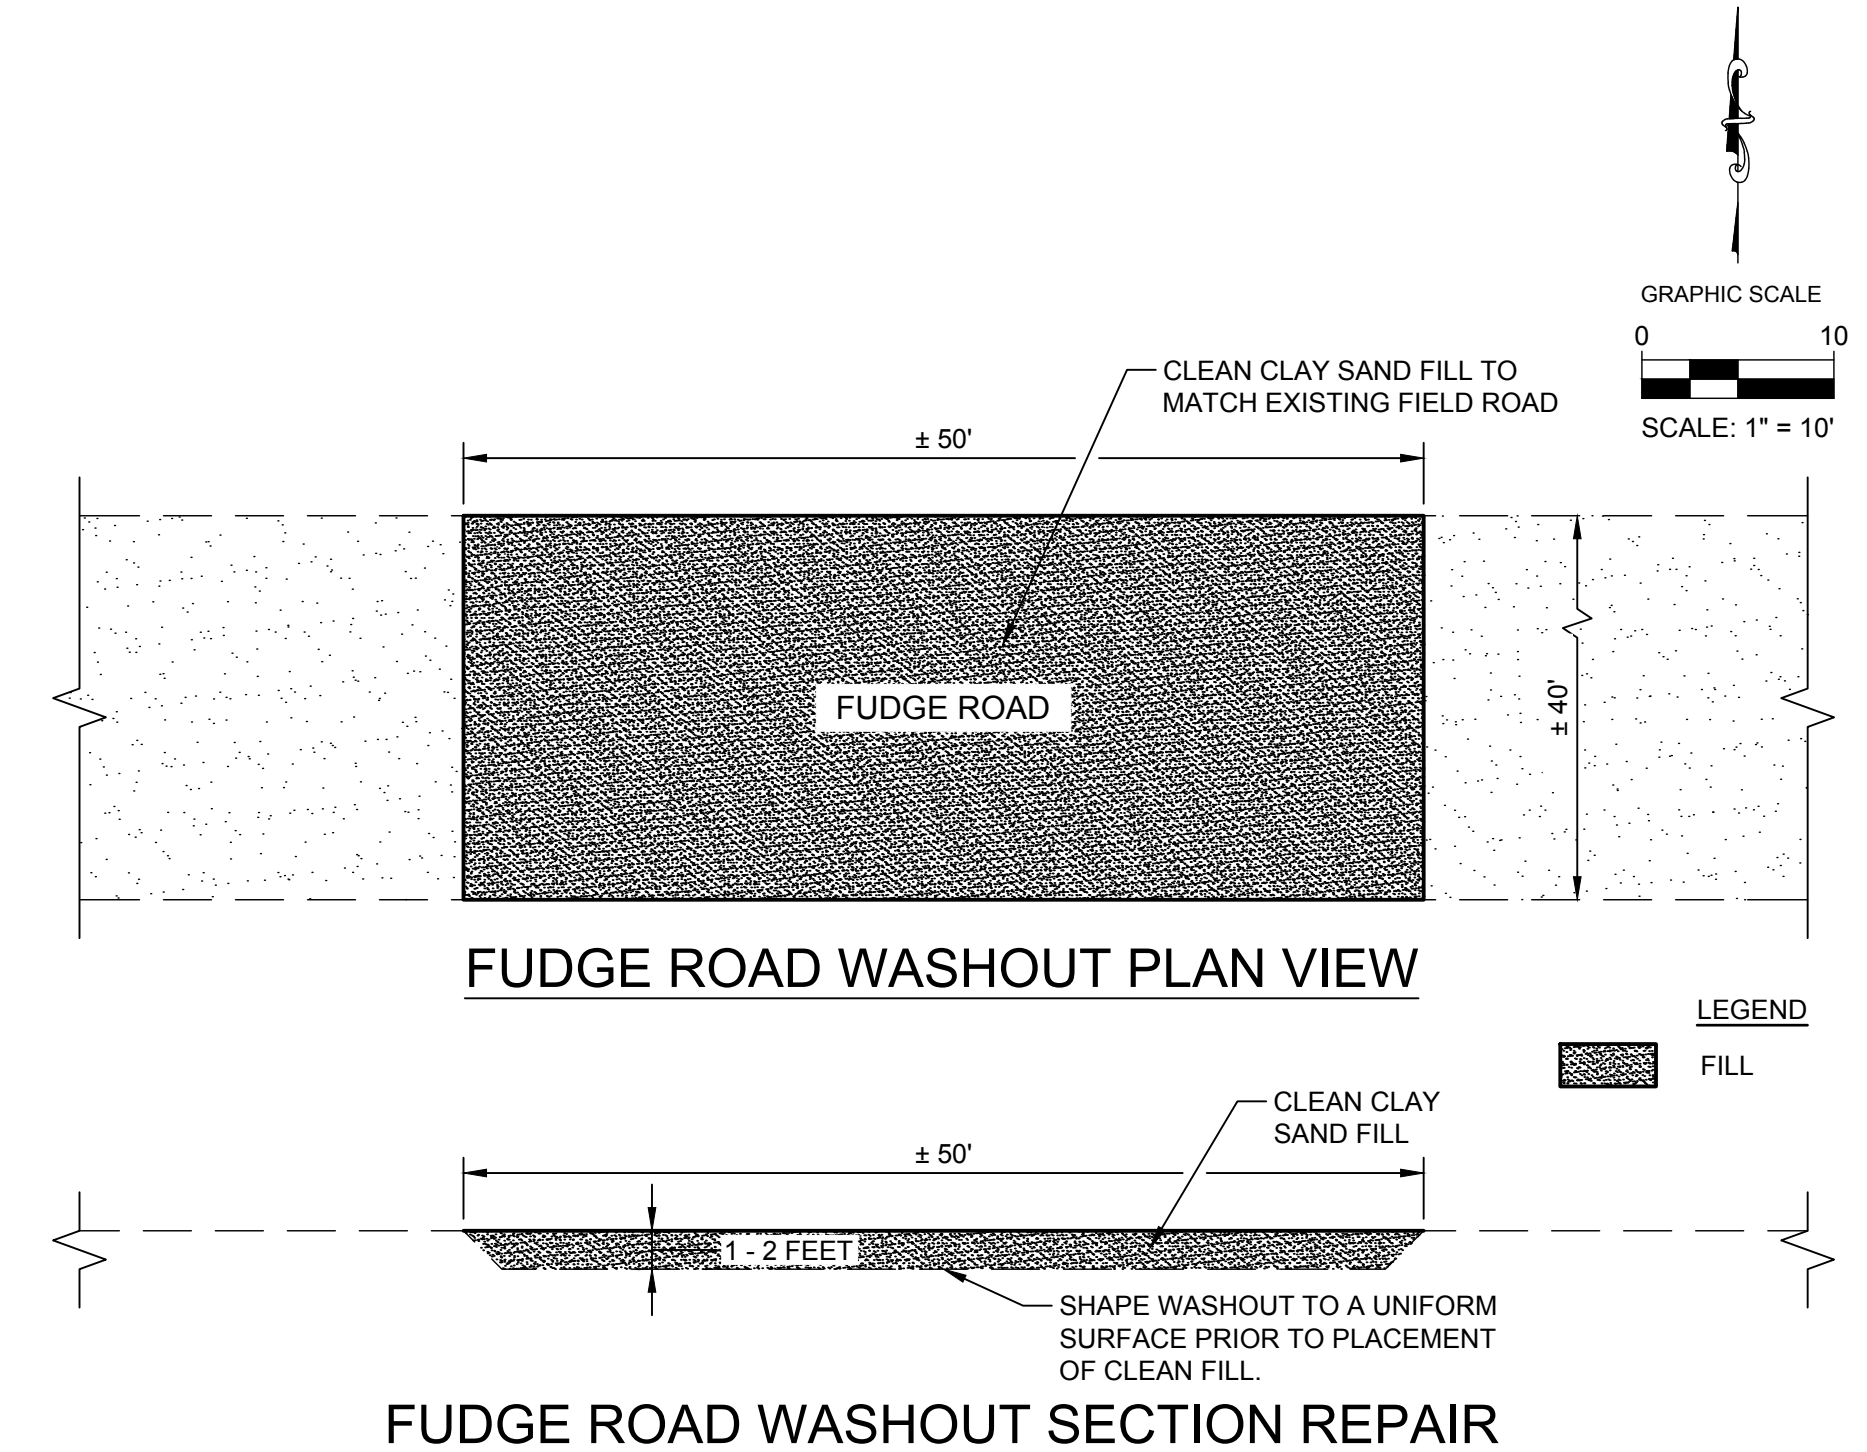 GRAPHIC SCALE
0 10
SCALE: 1" = 10'
CLEAN CLAY SAND FILL TO
MATCH EXISTING FIELD ROAD
± 50'
FUDGE ROAD
± 40'
FUDGE ROAD WASHOUT PLAN VIEW
LEGEND
FILL
CLEAN CLAY
SAND FILL
± 50'
1 - 2 FEET
SHAPE WASHOUT TO A UNIFORM
SURFACE PRIOR TO PLACEMENT
OF CLEAN FILL.
FUDGE ROAD WASHOUT SECTION REPAIR